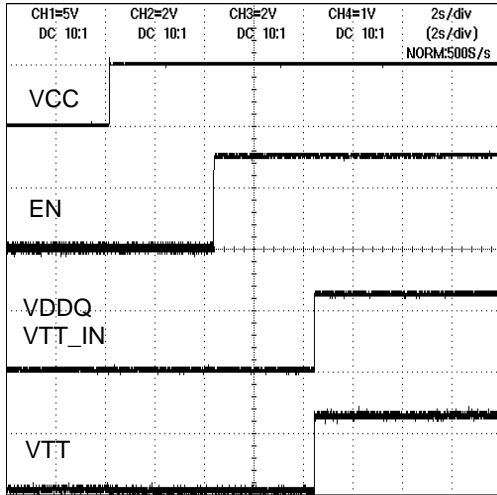 CH1=5V CH2=2V CH3=2V CH4=1V 2s/div
DC 10:1 DC 10:1 DC 10:1 DC 10:1 (2s/div)
NORM:500S/s
VCC
EN
VDDQ
VTT_IN
VTT